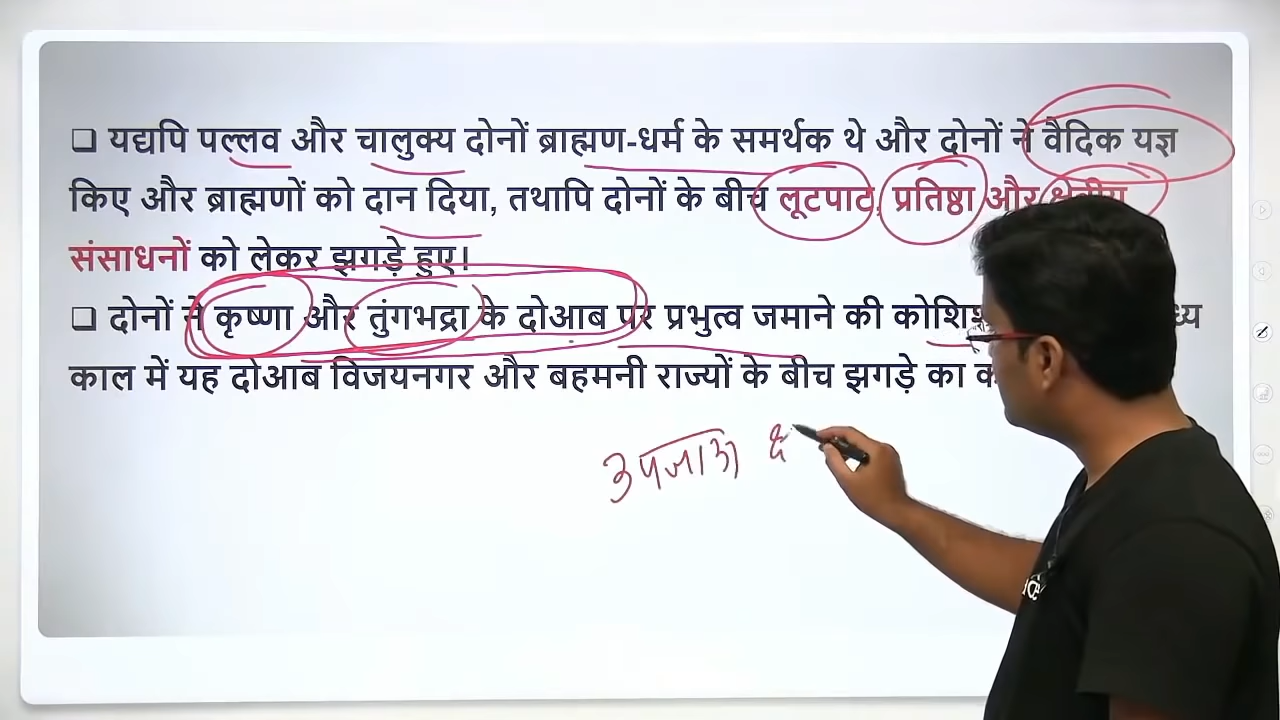 ❑ यद्यपि पल्लव और चालुक्य दोनों ब्राह्मण-धर्म के समर्थक थे और दोनों ने वैदिक यज्ञ
किए और ब्राह्मणों को दान दिया, तथापि दोनों के बीच लूटपाट, प्रतिष्ठा और क्षेत्रीय
संसाधनों को लेकर झगड़े हुए।
❑ दोनों ने कृष्णा और तुंगभद्रा के दोआब पर प्रभुत्व जमाने की
काल में यह दोआब विजयनगर और बहमनी राज्यों के बीच झगड़े का
उपजाऊ